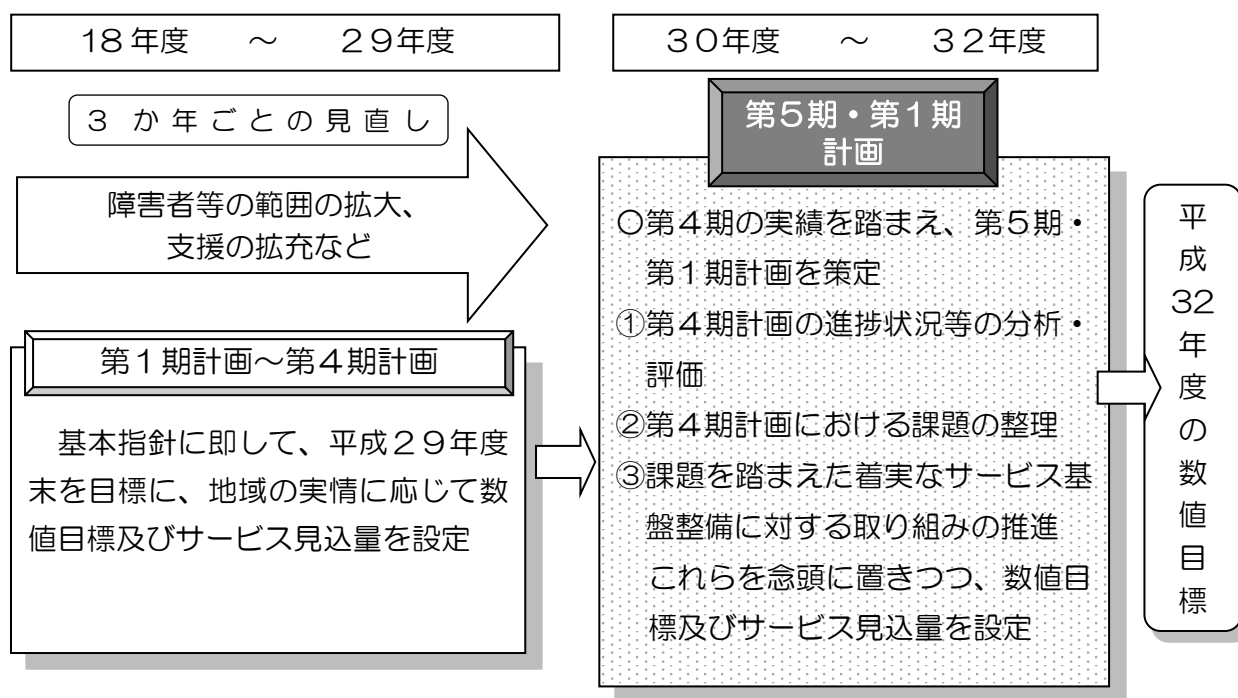 18年度　～　２９年度
３か年ごとの見直し
障害者等の範囲の拡大、
支援の拡充など
第１期計画～第４期計画
基本指針に即して、平成２９年度
末を目標に、地域の実情に応じて数
値目標及びサービス見込量を設定
３０年度　～　３２年度
第５期・第１期
計画
〇第４期の実績を踏まえ、第５期・
第１期計画を策定
①第４期計画の進捗状況等の分析・
評価
②第４期計画における課題の整理
③課題を踏まえた着実なサービス基
盤整備に対する取り組みの推進
これらを念頭に置きつつ、数値目
標及びサービス見込量を設定
平成32年度の数値目標